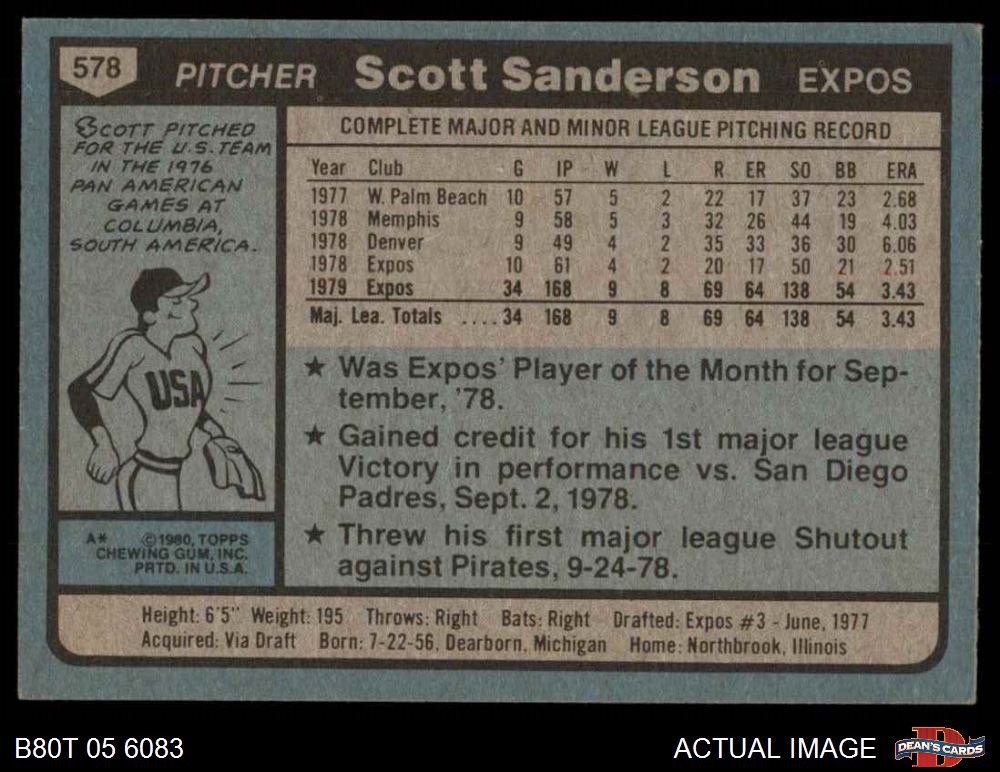 578 PITCHER Scott Sanderson EXPOS
SCOTT PITCHED
FOR THE U.S. TEAM
IN THE 1976
PAN AMERICAN
GAMES AT
COLUMBIA,
SOUTH AMERICA.
USA
A* ©1980, TOPPS
CHEWING GUM, INC.
PRTD. IN U.S.A.
COMPLETE MAJOR AND MINOR LEAGUE PITCHING RECORD
Year Club G IP W L R ER SO BB ERA
1977 W. Palm Beach 10 57 5 2 22 17 37 23 2.68
1978 Memphis 9 58 5 3 32 26 44 19 4.03
1978 Denver 9 49 4 2 35 33 36 30 6.06
1978 Expos 10 61 4 2 20 17 50 21 2.51
1979 Expos 34 168 9 8 69 64 138 54 3.43
Maj. Lea. Totals ....34 168 9 8 69 64 138 54 3.43
★ Was Expos' Player of the Month for Sep-
tember, '78.
★ Gained credit for his 1st major league
Victory in performance vs. San Diego
Padres, Sept. 2, 1978.
★ Threw his first major league Shutout
against Pirates, 9-24-78.
Height: 6'5" Weight: 195 Throws: Right Bats: Right Drafted: Expos #3 - June, 1977
Acquired: Via Draft Born: 7-22-56, Dearborn, Michigan Home: Northbrook, Illinois
B80T 05 6083 ACTUAL IMAGE D DEAN'S CARDS